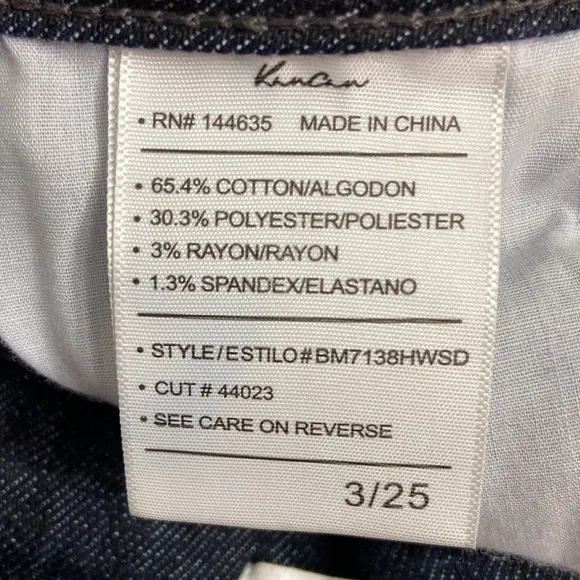 KanCan
• RN# 144635 MADE IN CHINA
• 65.4% COTTON/ALGODON
• 30.3% POLYESTER/POLIESTER
• 3% RAYON/RAYON
• 1.3% SPANDEX/ELASTANO
• STYLE/ESTILO#BM7138HWSD
• CUT # 44023
• SEE CARE ON REVERSE
3/25